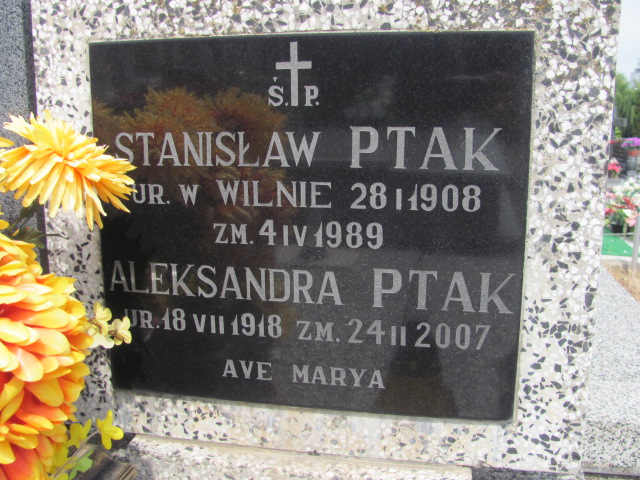 Ś.P.
STANISŁAW PTAK
UR. W WILNIE 28 I 1908
ZM. 4 IV 1989
ALEKSANDRA PTAK
UR. 18 VII 1918 ZM. 24 II 2007
AVE MARYA